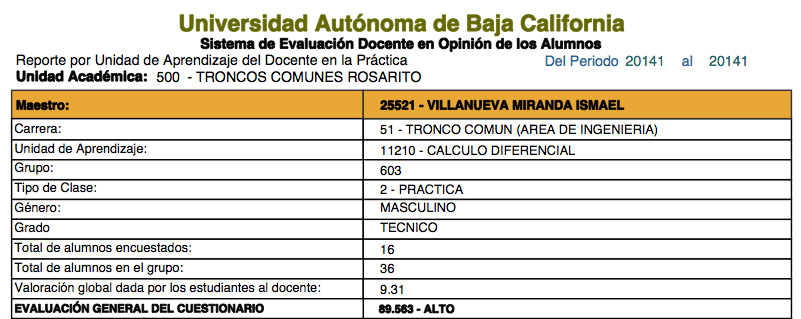 Universidad Autónoma de Baja California
Sistema de Evaluación Docente en Opinión de los Alumnos
Reporte por Unidad de Aprendizaje del Docente en la Práctica Del Periodo 20141 al 20141
Unidad Académica: 500 - TRONCOS COMUNES ROSARITO
Maestro: 25521 - VILLANUEVA MIRANDA ISMAEL
Carrera: 51 - TRONCO COMUN (AREA DE INGENIERIA)
Unidad de Aprendizaje: 11210 - CALCULO DIFERENCIAL
Grupo: 603
Tipo de Clase: 2 - PRACTICA
Género: MASCULINO
Grado TECNICO
Total de alumnos encuestados: 16
Total de alumnos en el grupo: 36
Valoración global dada por los estudiantes al docente: 9.31
EVALUACIÓN GENERAL DEL CUESTIONARIO 89.563 - ALTO